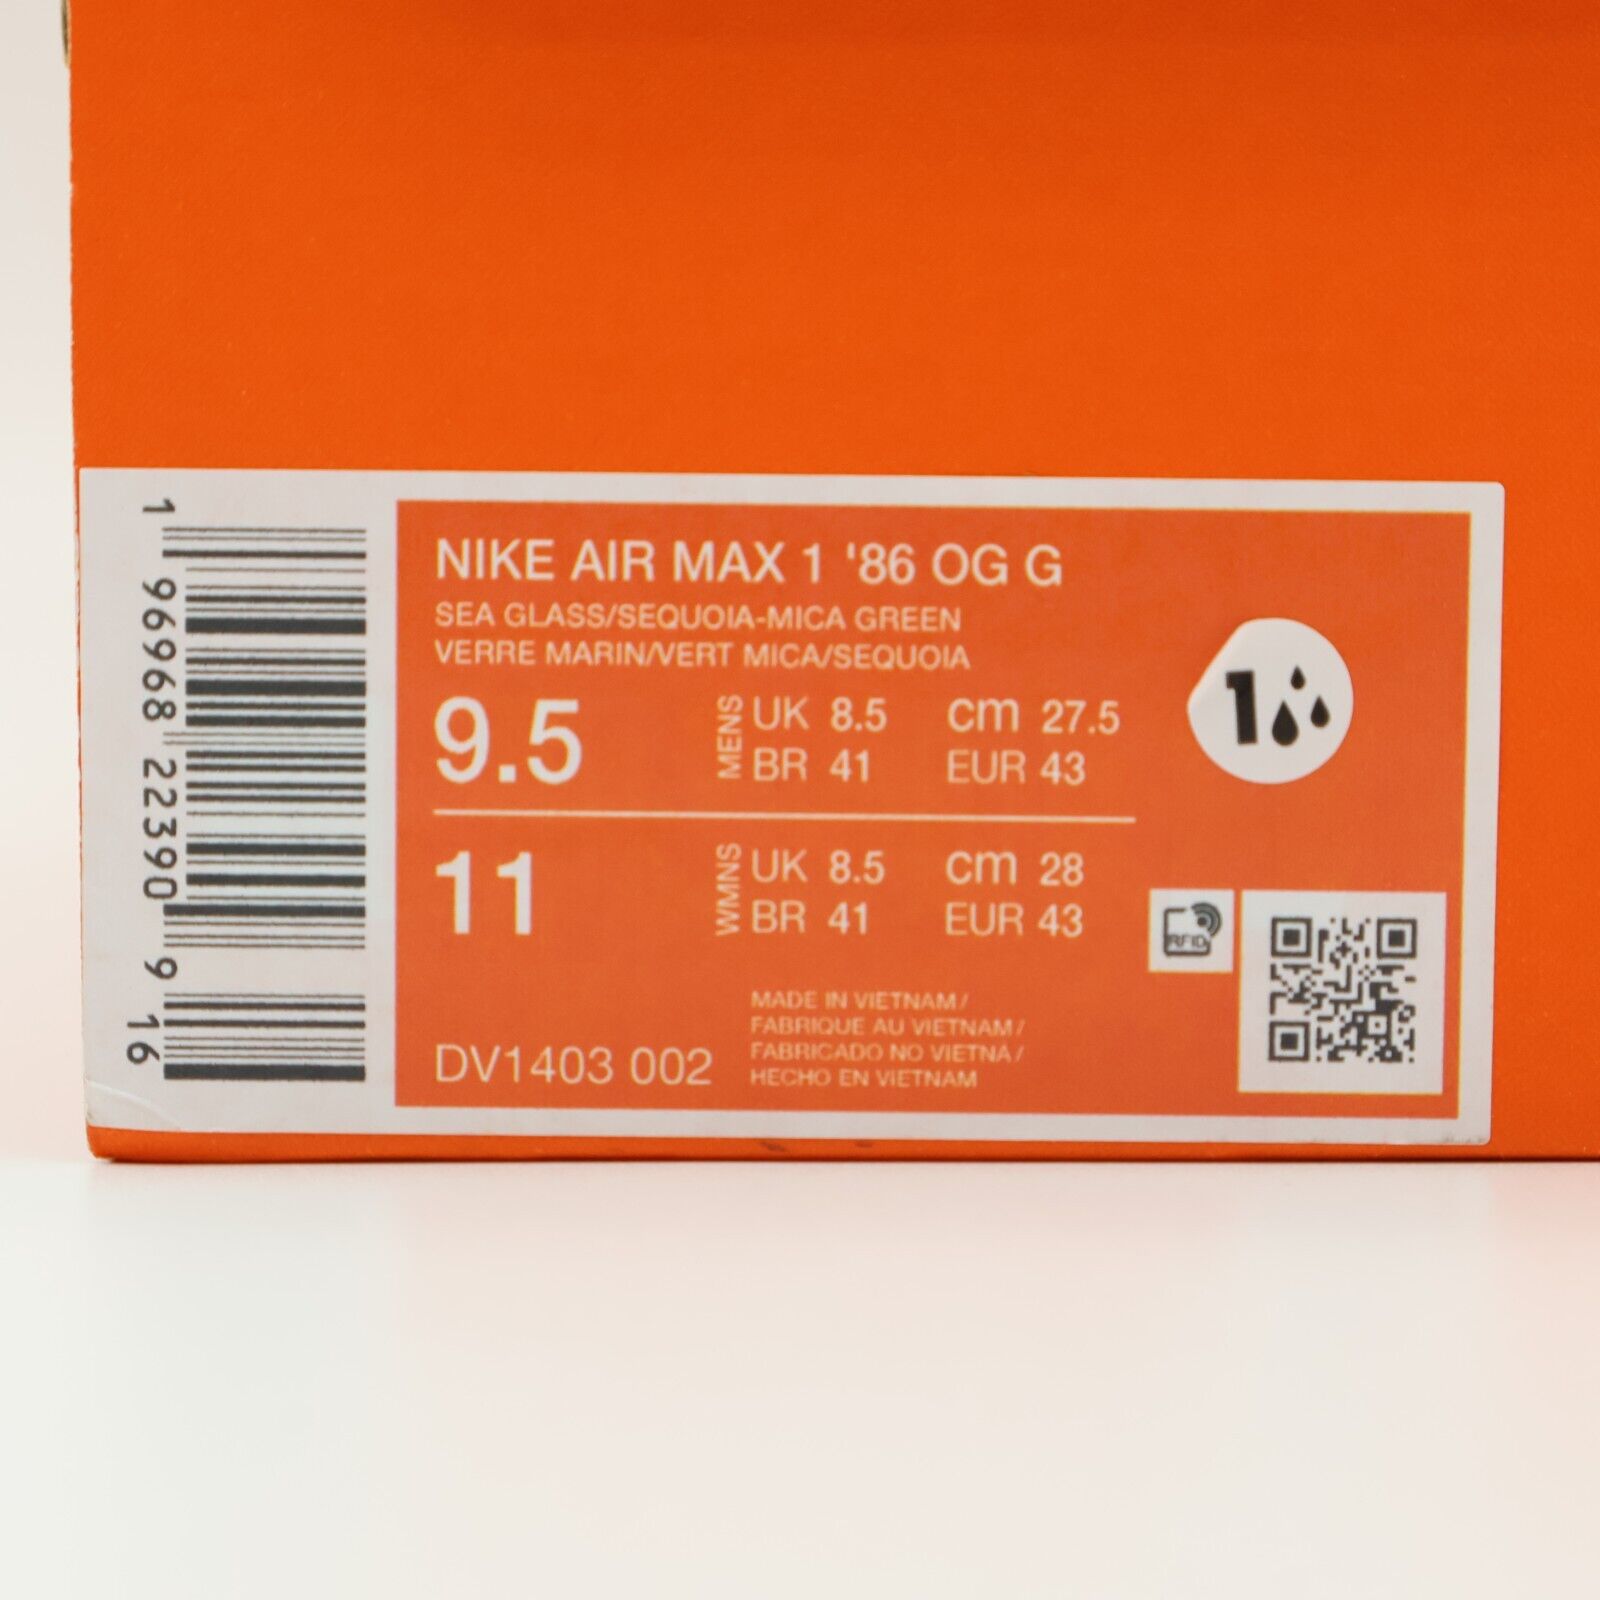 1 96968 22390 9 16
NIKE AIR MAX 1 '86 OG G
SEA GLASS/SEQUOIA-MICA GREEN
VERRE MARIN/VERT MICA/SEQUOIA
9.5 MENS UK 8.5 cm 27.5
BR 41 EUR 43
11 WMNS UK 8.5 cm 28
BR 41 EUR 43
DV1403 002
MADE IN VIETNAM/
FABRIQUE AU VIETNAM/
FABRICADO NO VIETNÃ/
HECHO EN VIETNAM
1
RFID